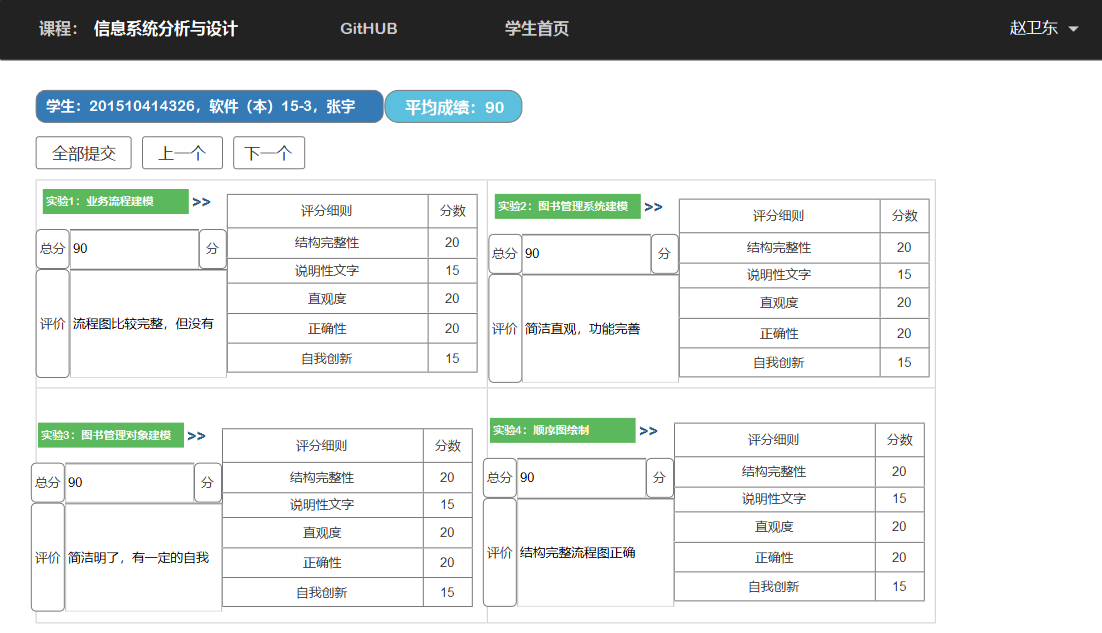 课程： 信息系统分析与设计 GitHUB 学生首页 赵卫东
学生：201510414326，软件（本）15-3，张宇 平均成绩：90
全部提交 上一个 下一个
实验1：业务流程建模 >>
总分 90 分
评价 流程图比较完整，但没有
评分细则 分数
结构完整性 20
说明性文字 15
直观度 20
正确性 20
自我创新 15
实验2：图书管理系统建模 >>
总分 90 分
评价 简洁直观，功能完善
评分细则 分数
结构完整性 20
说明性文字 15
直观度 20
正确性 20
自我创新 15
实验3：图书管理对象建模 >>
总分 90 分
评价 简洁明了，有一定的自我
评分细则 分数
结构完整性 20
说明性文字 15
直观度 20
正确性 20
自我创新 15
实验4：顺序图绘制 >>
总分 90 分
评价 结构完整流程图正确
评分细则 分数
结构完整性 20
说明性文字 15
直观度 20
正确性 20
自我创新 15